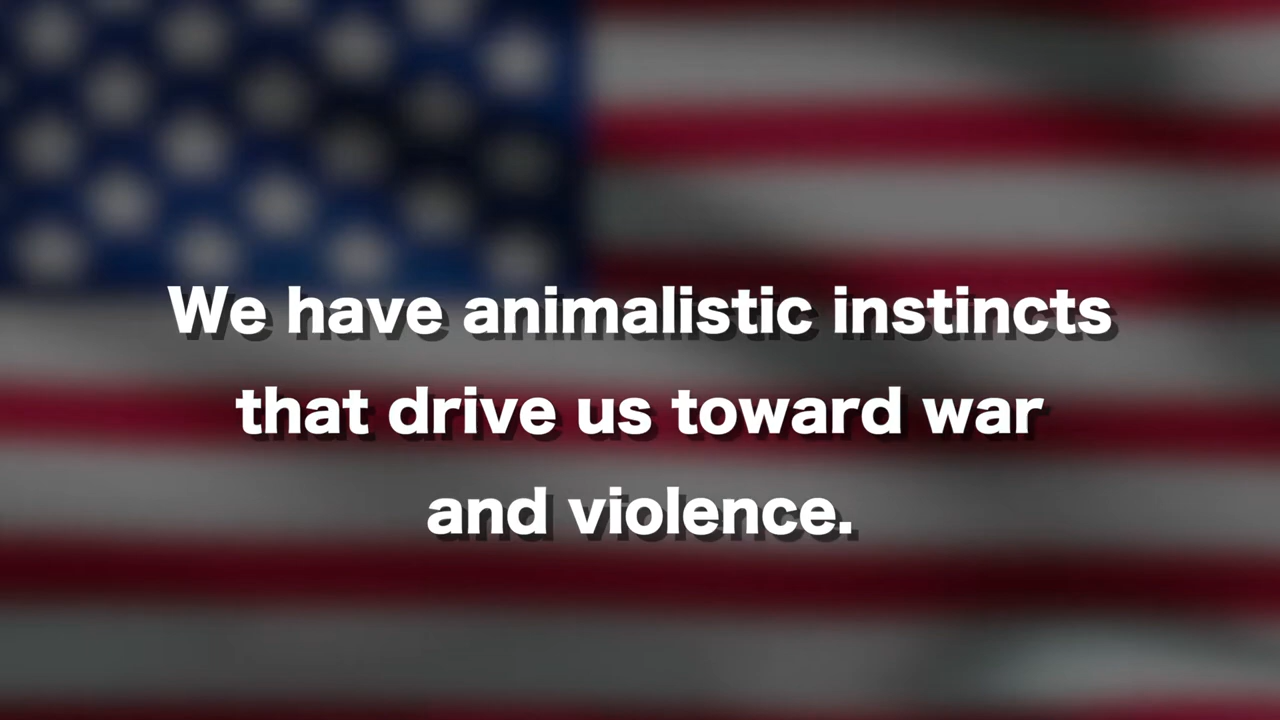 We have animalistic instincts
that drive us toward war
and violence.